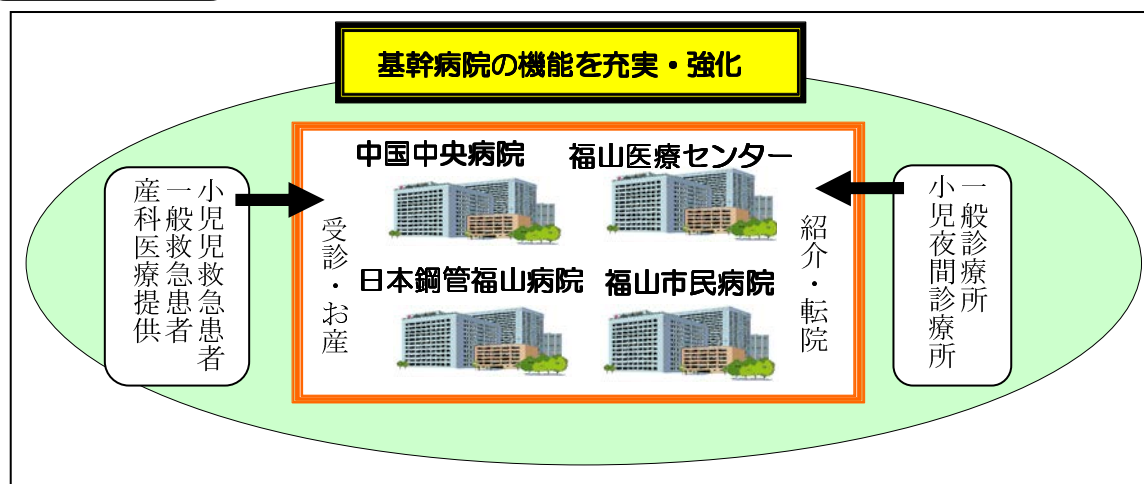 基幹病院の機能を充実・強化
中国中央病院
福山医療センター
日本鋼管福山病院
福山市民病院
受診・お産
紹介・転院
小児児救急患者
一般救急患者
産科医療提供
一般診療所
小児夜間診療所